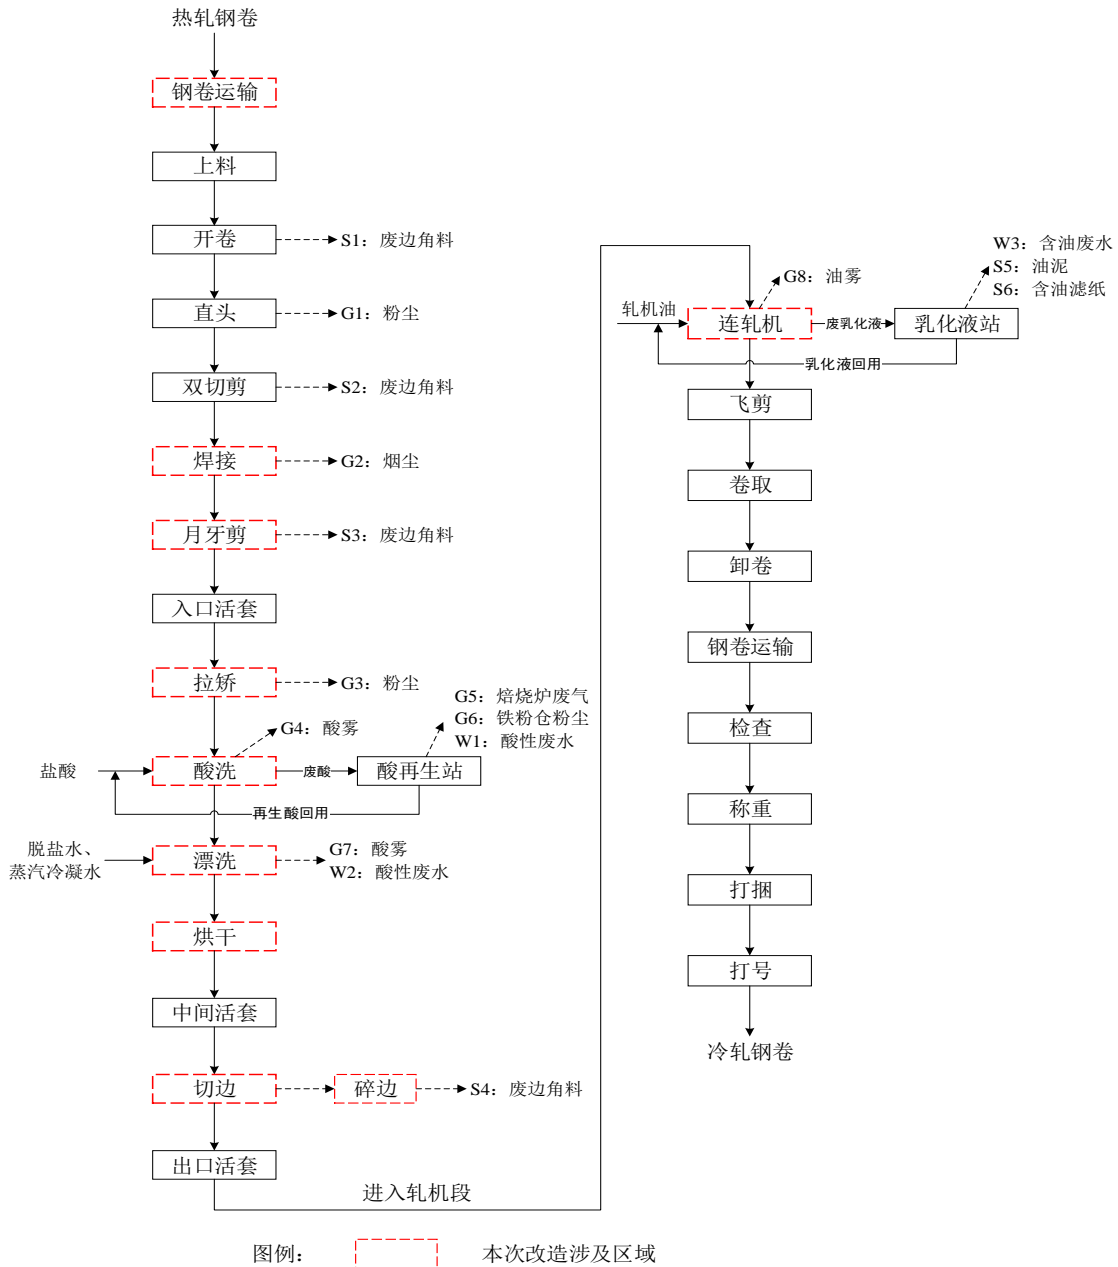 热轧钢卷
钢卷运输
上料
开卷
S1：废边角料
直头
G1：粉尘
双切剪
S2：废边角料
焊接
G2：烟尘
月牙剪
S3：废边角料
入口活套
拉矫
G3：粉尘
G4：酸雾
G5：焙烧炉废气
G6：铁粉仓粉尘
W1：酸性废水
盐酸
酸洗
废酸
酸再生站
再生酸回用
脱盐水、
蒸汽冷凝水
漂洗
G7：酸雾
W2：酸性废水
烘干
中间活套
切边
碎边
S4：废边角料
出口活套
进入轧机段
W3：含油废水
S5：油泥
S6：含油滤纸
G8：油雾
轧机油
连轧机
废乳化液
乳化液站
乳化液回用
飞剪
卷取
卸卷
钢卷运输
检查
称重
打捆
打号
冷轧钢卷
图例：
本次改造涉及区域